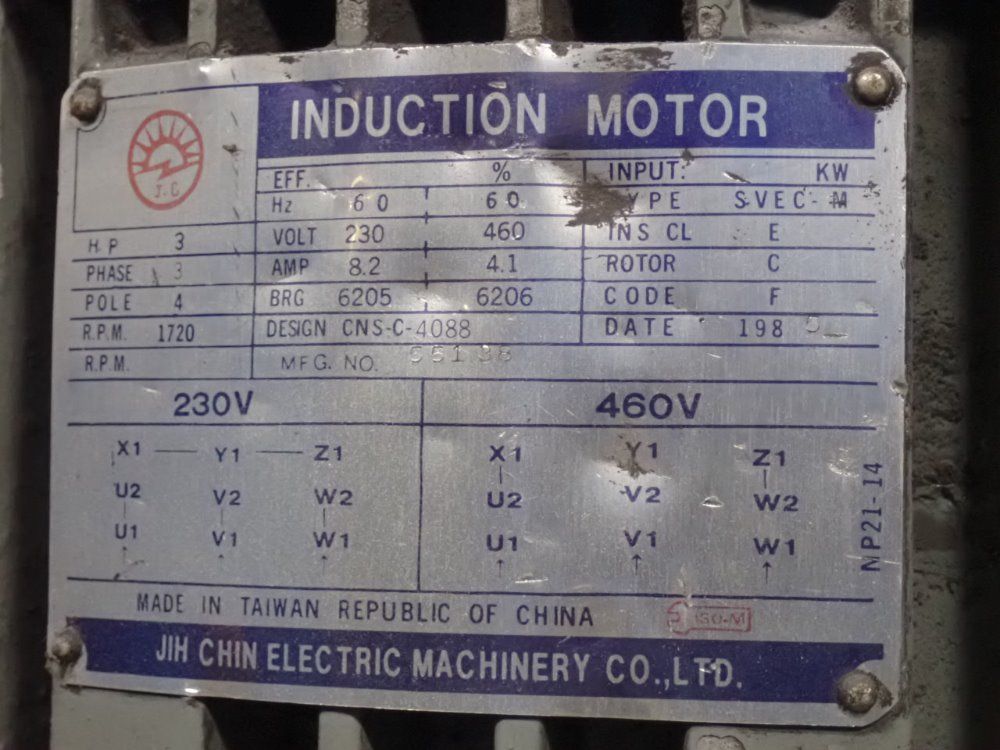 J.C
INDUCTION MOTOR
EFF. % INPUT: KW
Hz 60 60 TYPE SVEC-M
H P 3 VOLT 230 460 INS CL E
PHASE 3 AMP 8.2 4.1 ROTOR C
POLE 4 BRG 6205 6206 CODE F
R.P.M. 1720 DESIGN CNS-C-4088 DATE 198
R.P.M. MFG. NO.
230V 460V
X1 Y1 Z1 X1 Y1 Z1
U2 V2 W2 U2 V2 W2
U1 V1 W1 U1 V1 W1
NP21-14
MADE IN TAIWAN REPUBLIC OF CHINA ISO-M
JIH CHIN ELECTRIC MACHINERY CO.,LTD.